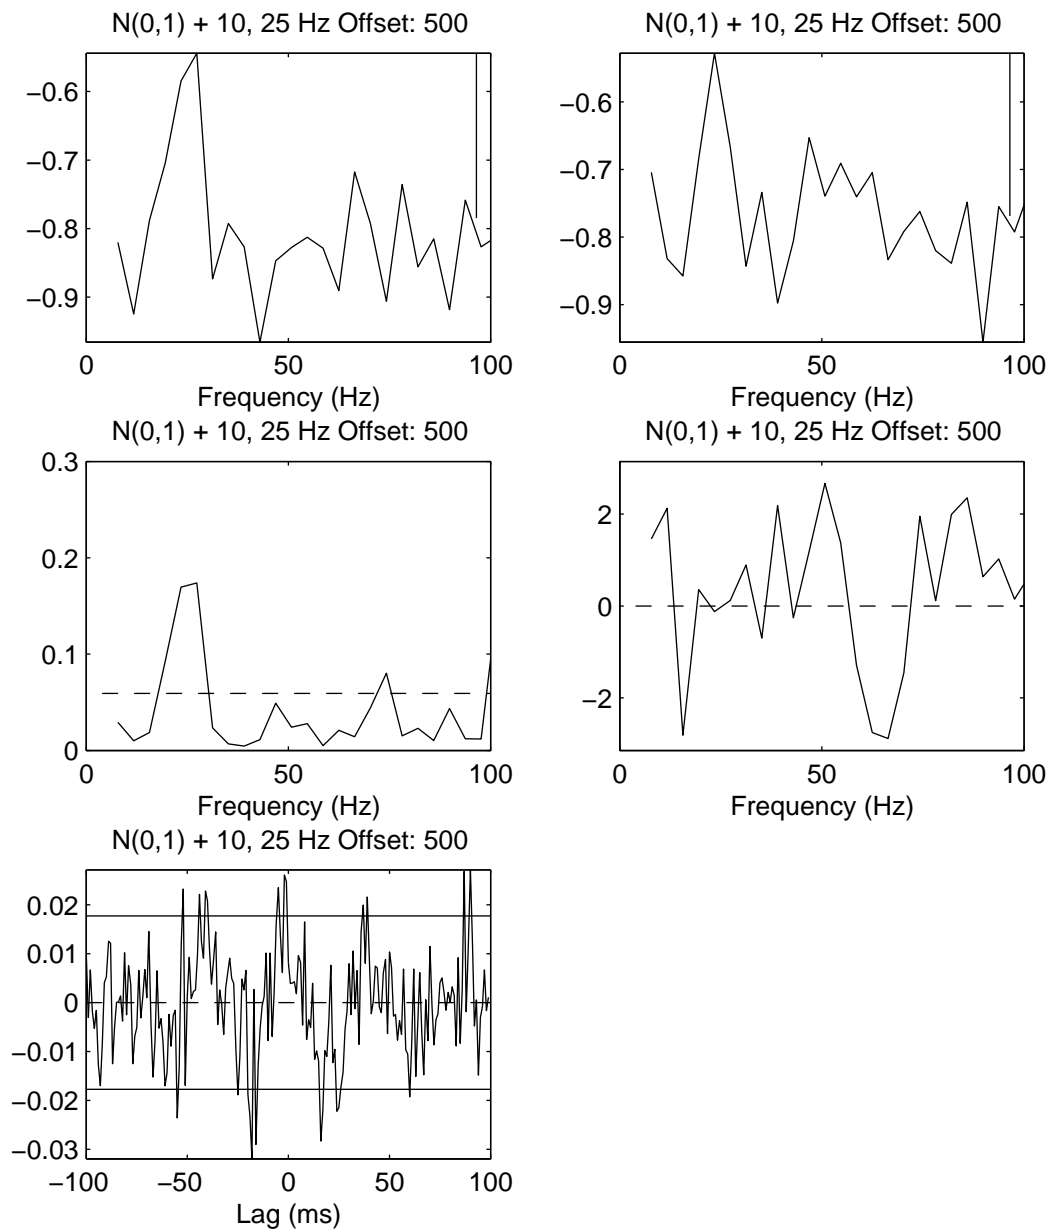 N(0,1) + 10, 25 Hz Offset: 500
−0.6
−0.7
−0.8
−0.9
0 50 100
Frequency (Hz)
N(0,1) + 10, 25 Hz Offset: 500
−0.6
−0.7
−0.8
−0.9
0 50 100
Frequency (Hz)
N(0,1) + 10, 25 Hz Offset: 500
0.3
0.2
0.1
0
0 50 100
Frequency (Hz)
N(0,1) + 10, 25 Hz Offset: 500
2
0
−2
0 50 100
Frequency (Hz)
N(0,1) + 10, 25 Hz Offset: 500
0.02
0.01
0
−0.01
−0.02
−0.03
−100 −50 0 50 100
Lag (ms)